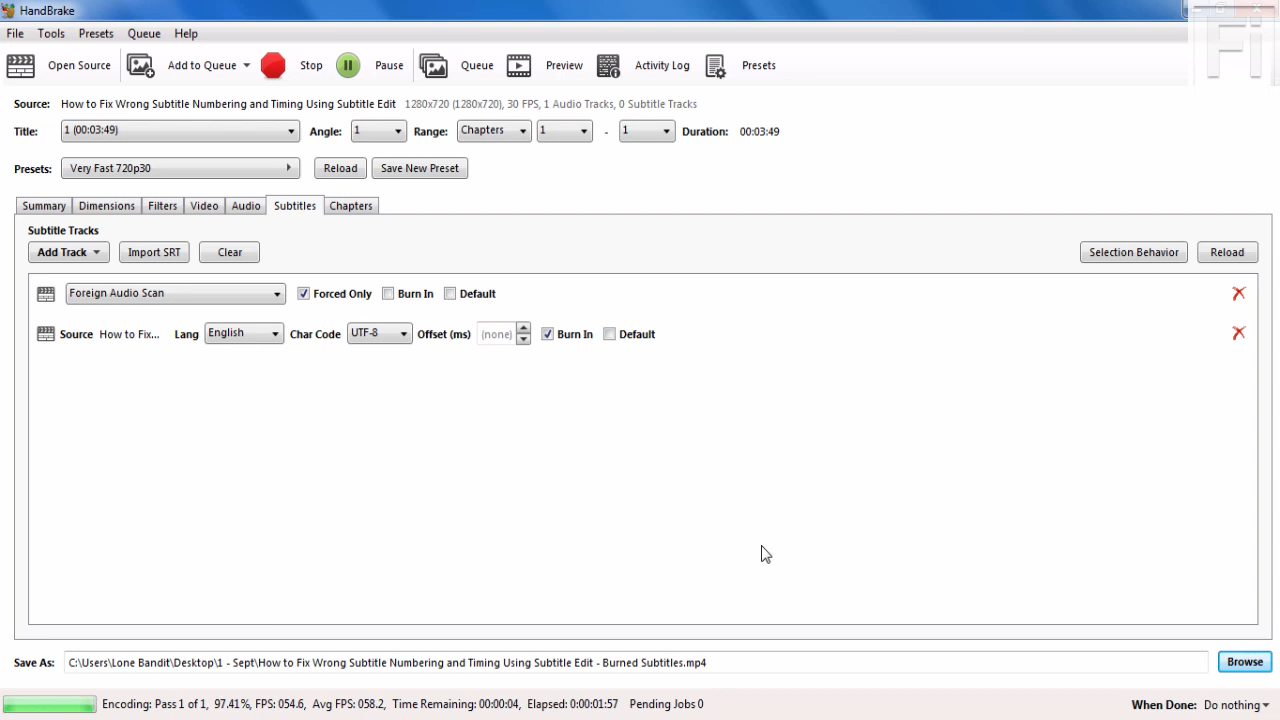 HandBrake
File Tools Presets Queue Help
Open Source Add to Queue Stop Pause Queue Preview Activity Log Presets
Source: How to Fix Wrong Subtitle Numbering and Timing Using Subtitle Edit 1280x720 (1280x720), 30 FPS, 1 Audio Tracks, 0 Subtitle Tracks
Title: 1 (00:03:49) Angle: 1 Range: Chapters 1 - 1 Duration: 00:03:49
Presets: Very Fast 720p30 Reload Save New Preset
Summary Dimensions Filters Video Audio Subtitles Chapters
Subtitle Tracks
Add Track Import SRT Clear Selection Behavior Reload
Foreign Audio Scan Forced Only Burn In Default
Source How to Fix... Lang English Char Code UTF-8 Offset (ms) (none) Burn In Default
Save As: C:\Users\Lone Bandit\Desktop\1 - Sept\How to Fix Wrong Subtitle Numbering and Timing Using Subtitle Edit - Burned Subtitles.mp4 Browse
Encoding: Pass 1 of 1, 97.41%, FPS: 054.6, Avg FPS: 058.2, Time Remaining: 00:00:04, Elapsed: 0:00:01:57 Pending Jobs 0 When Done: Do nothing